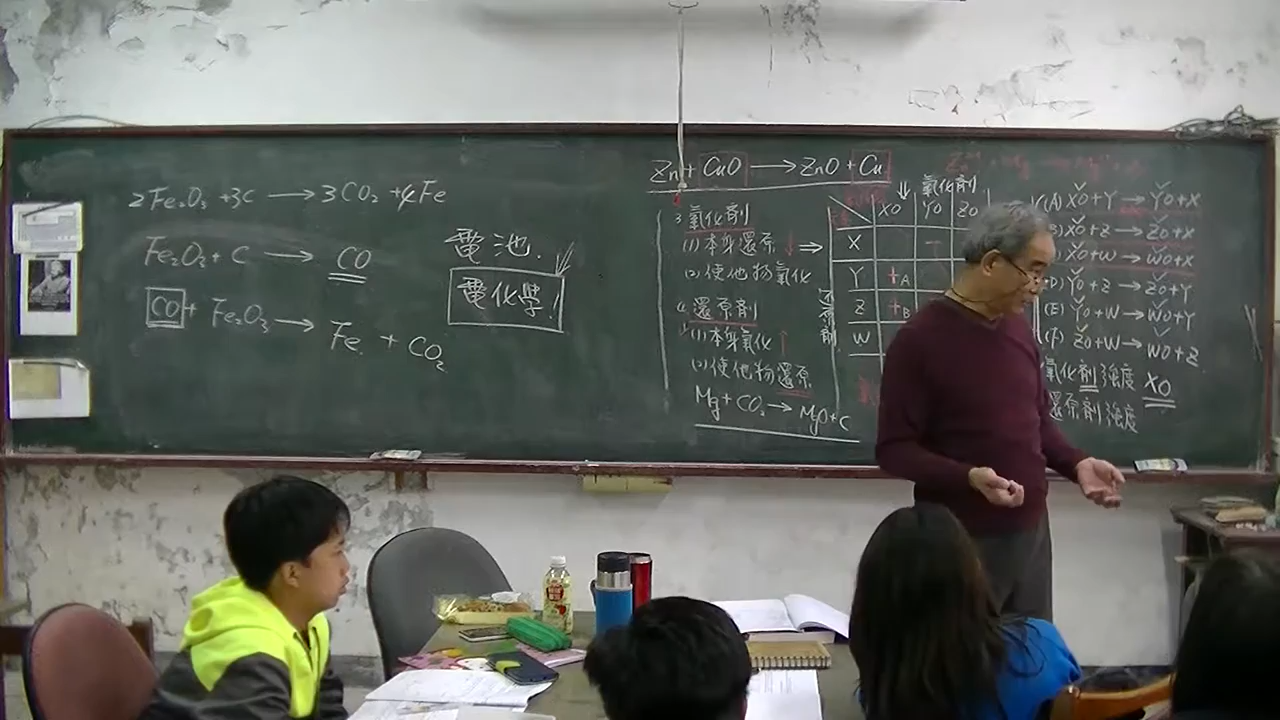 2Fe₂O₃ + 3C → 3CO₂ + 4Fe
Fe₂O₃ + C → CO
CO + Fe₂O₃ → Fe + CO₂
電池.
電化學!
Zn + CuO → ZnO + Cu
3 氧化劑
(1) 本身還原 ↓ →
(2) 使他物氧化
4. 還原劑
(1) 本身氧化 ↑
(2) 使他物還原
Mg + CO₂ → MgO + C
氧化劑
XO YO ZO
X
Y +A
Z +B
W
(A) XO + Y → YO + X
XO + Z → ZO + X
XO + W → WO + X
YO + Z → ZO + Y
(E) YO + W → WO + Y
(F) ZO + W → WO + Z
氧化劑強度 XO
還原劑強度